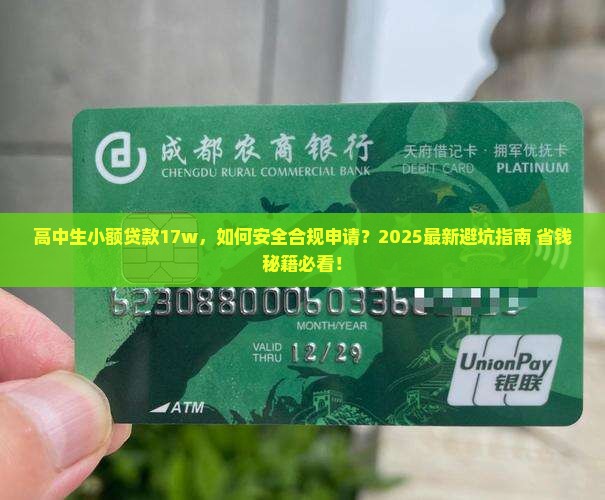 成都农商银行
CHENGDU RURAL COMMERCIAL BANK
天府借记卡·拥军优抚卡
DEBIT CARD PLATINUM
高中生小额贷款17w，如何安全合规申请？2025最新避坑指南 省钱
秘籍必看！
MONTH/YEAR
VALID THRU 12/29
UnionPay
银联
ATM